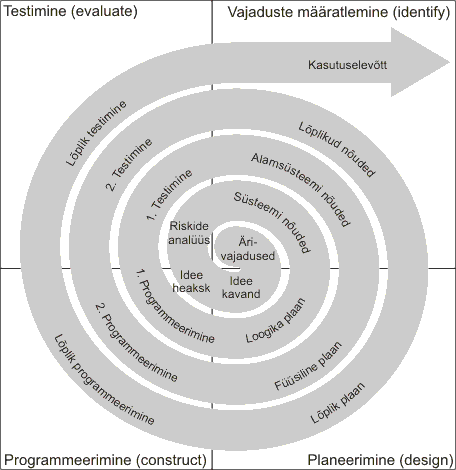 Testimine (evaluate)
Vajaduste määratlemine (identify)
Kasutuselevõtt
Lõplik testimine
Lõplikud nõuded
2. Testimine
Alamsüsteemi nõuded
1. Testimine
Süsteemi nõuded
Riskide
analüüs
Äri-
vajadused
Idee
heaksk
Idee
kavand
1. Programmeerimine
Loogika plaan
2. Programmeerimine
Füüsiline plaan
Lõplik programmeerimine
Lõplik plaan
Programmeerimine (construct)
Planeerimine (design)